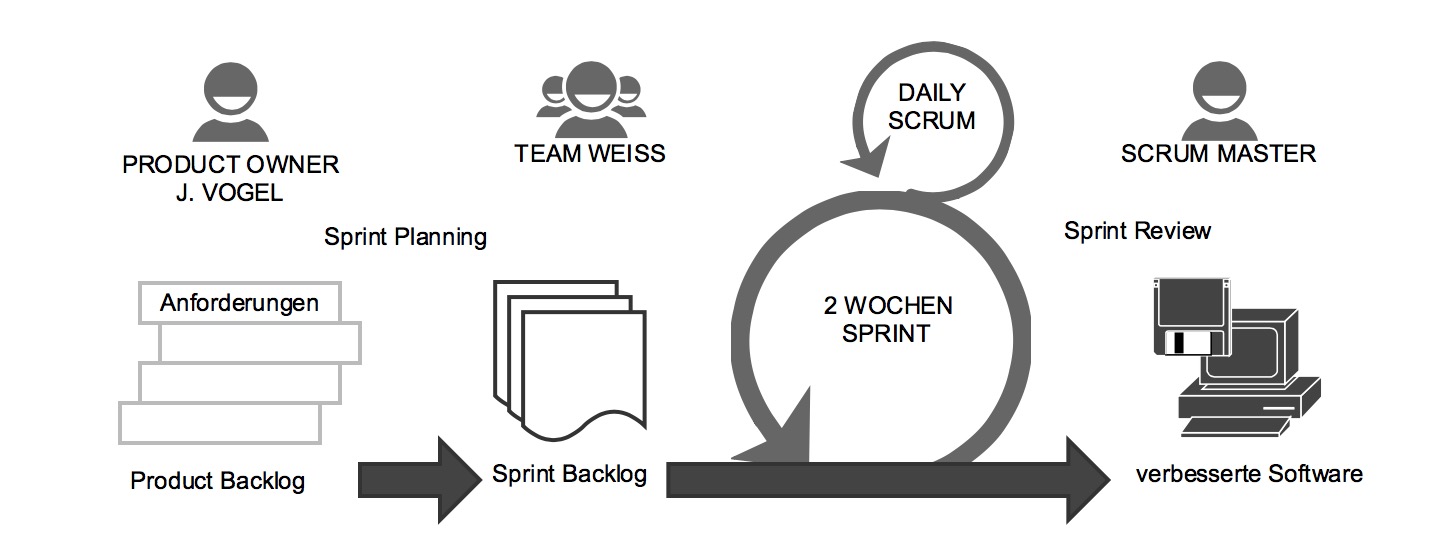 PRODUCT OWNER
J. VOGEL
TEAM WEISS
DAILY
SCRUM
SCRUM MASTER
Sprint Planning
Sprint Review
Anforderungen
2 WOCHEN
SPRINT
Product Backlog
Sprint Backlog
verbesserte Software